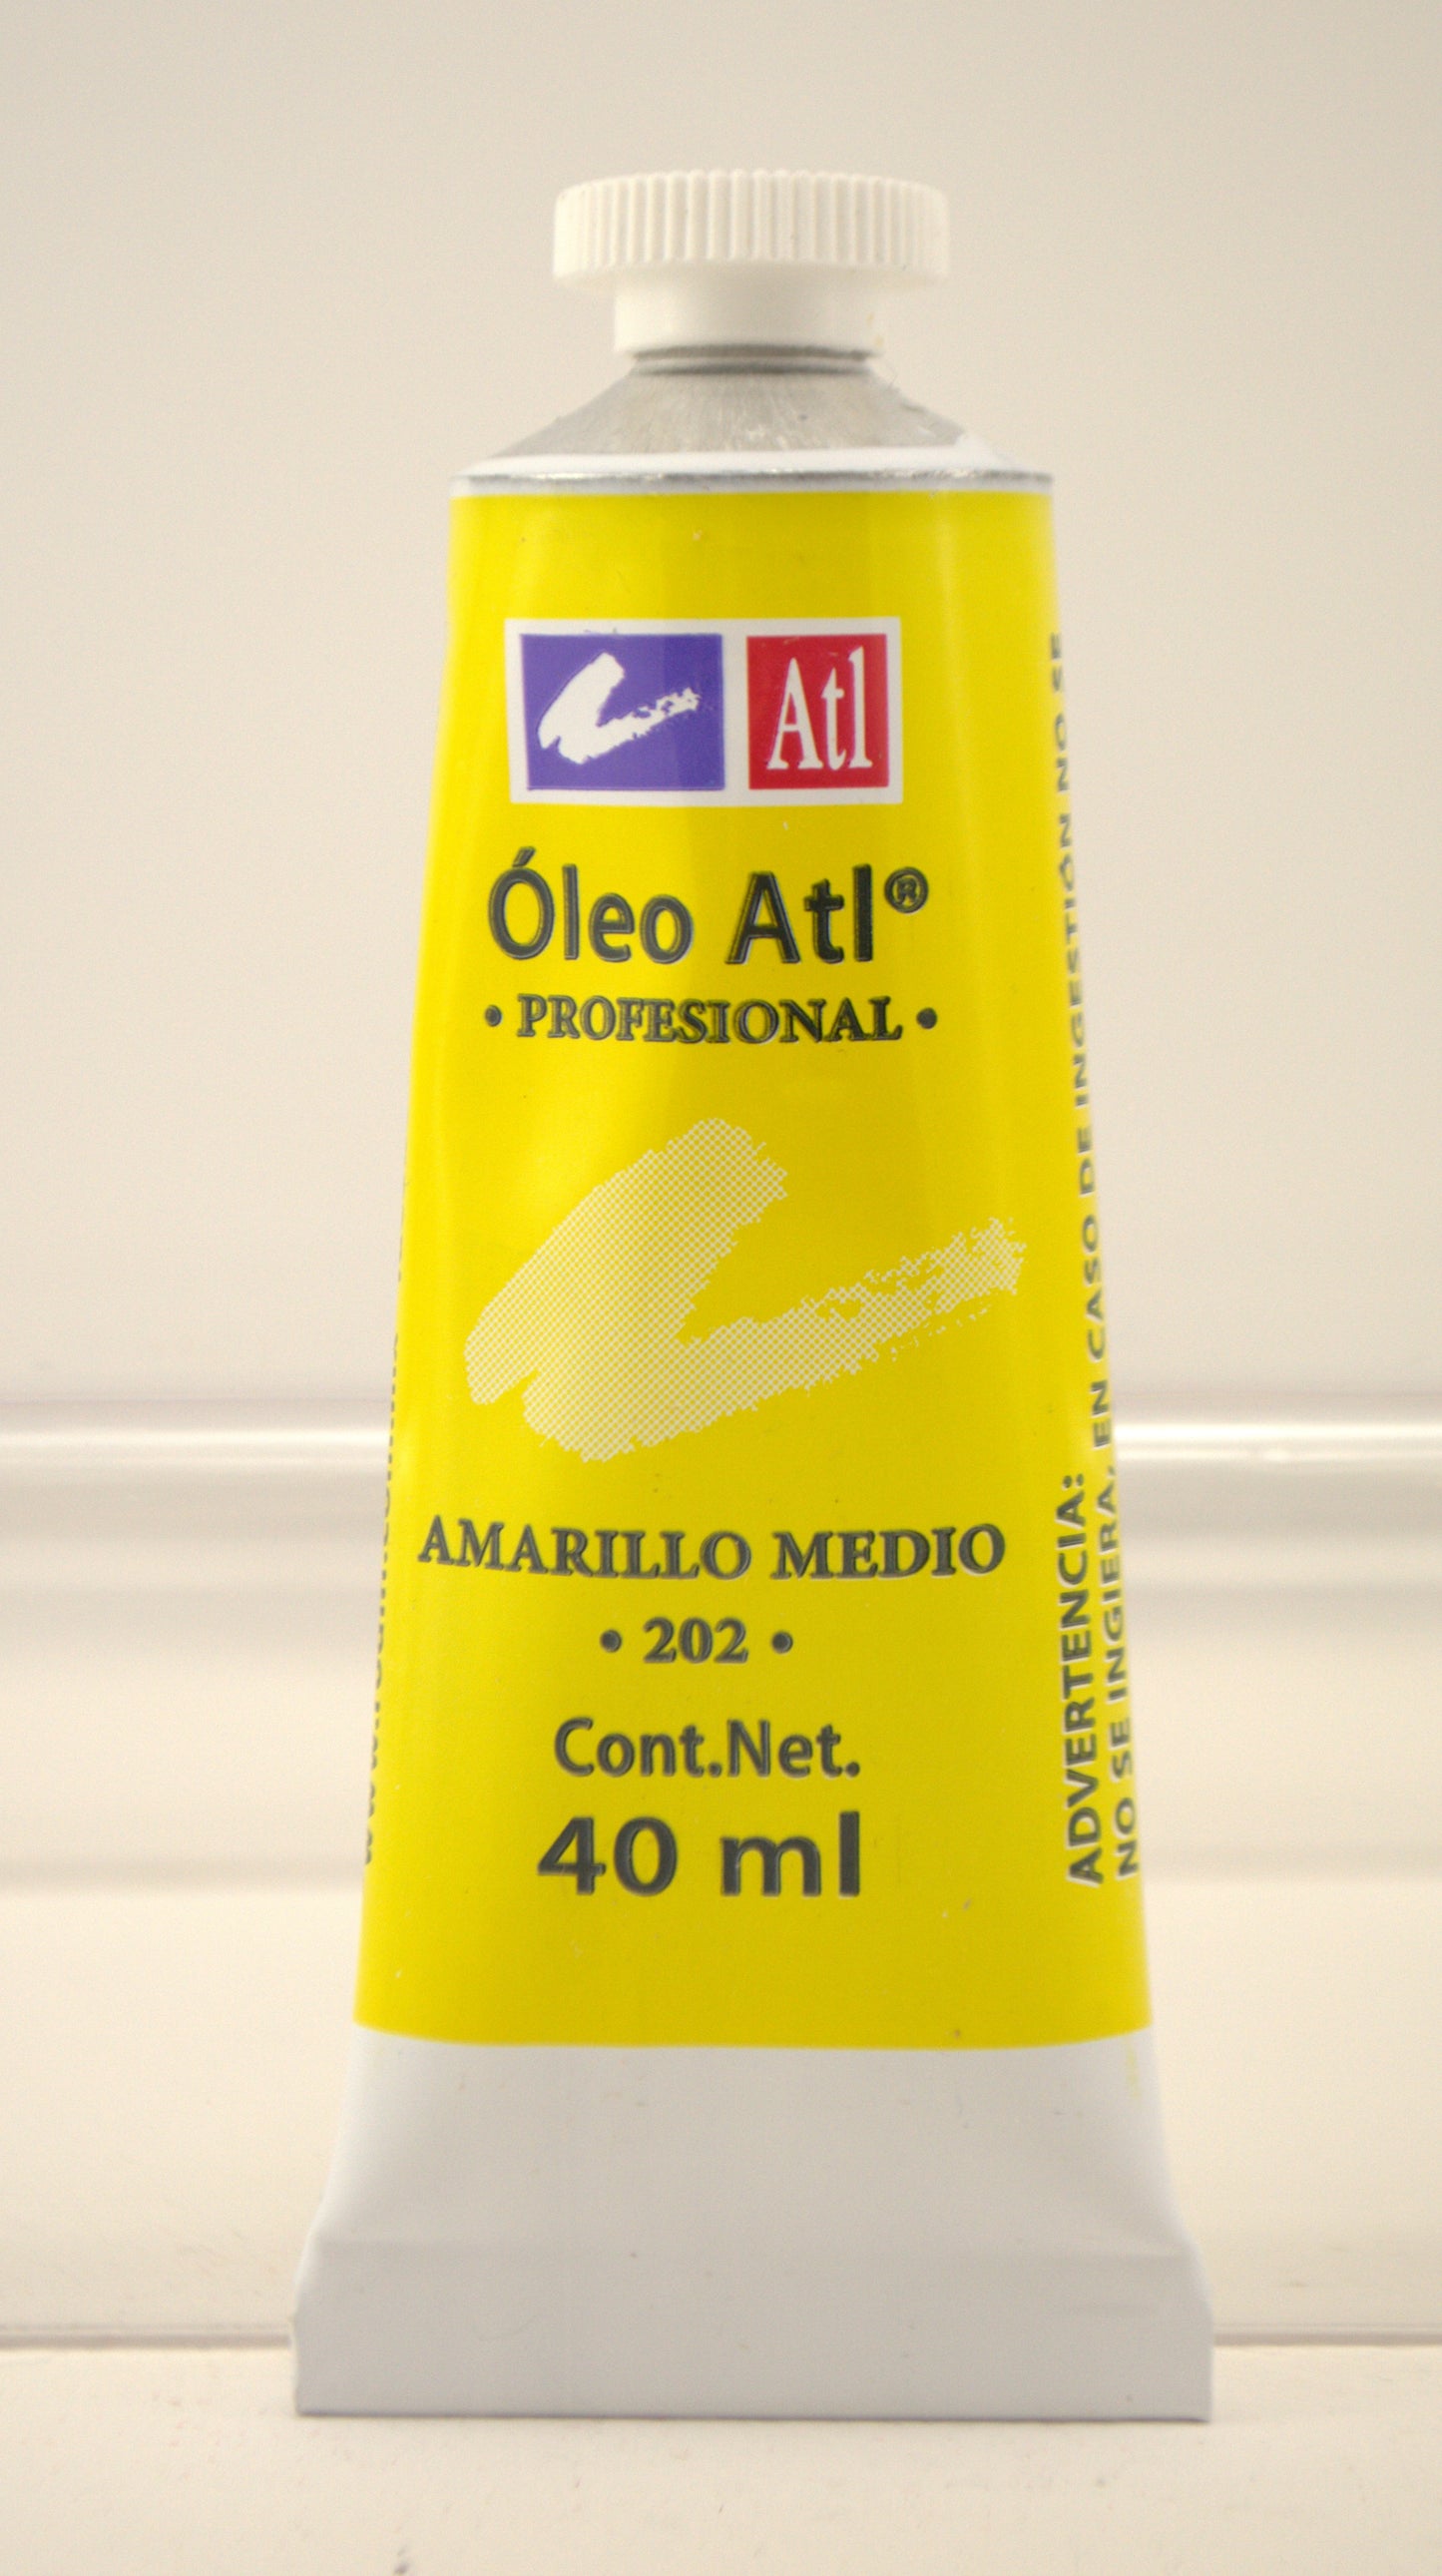 Atl
Óleo Atl®
• PROFESIONAL •
AMARILLO MEDIO
• 202 •
Cont.Net.
40 ml
ADVERTENCIA:
NO SE INGIERA, EN CASO DE INGESTIÓN NO SE